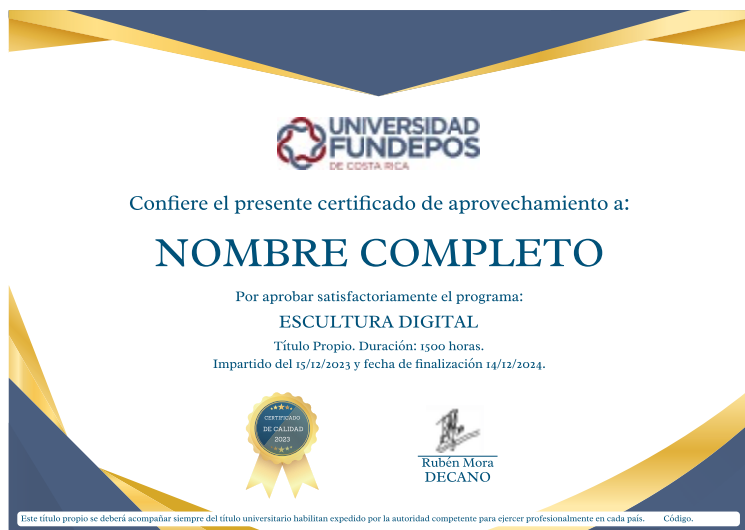 UNIVERSIDAD
FUNDEPOS
DE COSTA RICA
Confiere el presente certificado de aprovechamiento a:
NOMBRE COMPLETO
Por aprobar satisfactoriamente el programa:
ESCULTURA DIGITAL
Título Propio. Duración: 1500 horas.
Impartido del 15/12/2023 y fecha de finalización 14/12/2024.
CERTIFICADO
DE CALIDAD
2023
Rubén Mora
DECANO
Este título propio se deberá acompañar siempre del título universitario habilitan expedido por la autoridad competente para ejercer profesionalmente en cada país. Código.